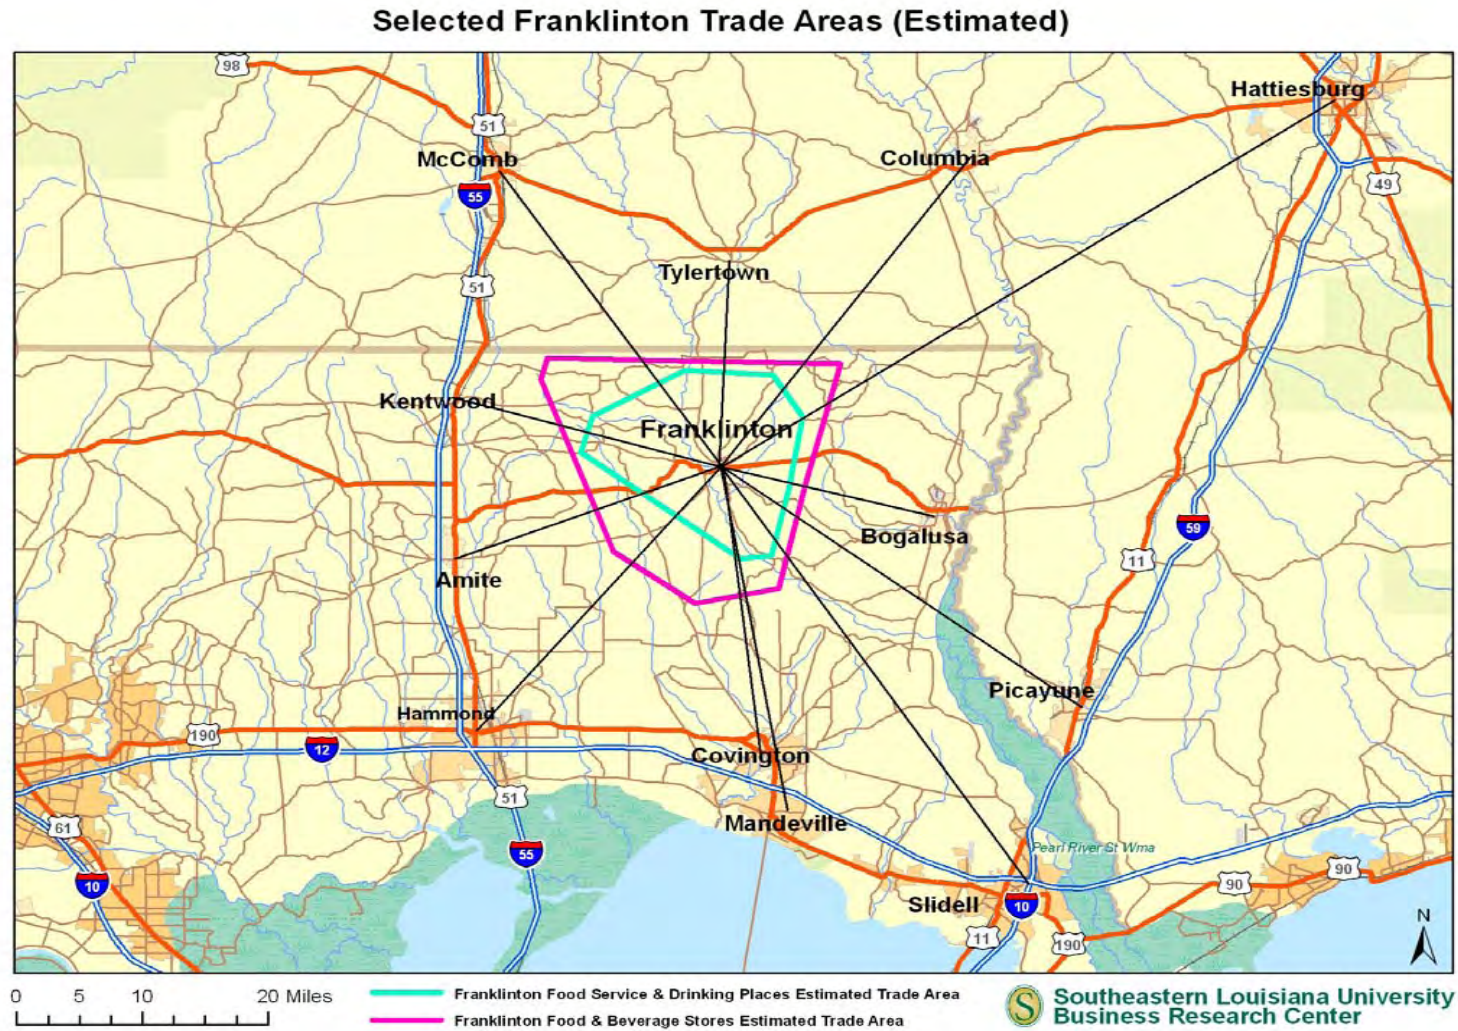 Selected Franklinton Trade Areas (Estimated)
98
Hattiesburg
51
McComb
Columbia
55
49
Tylertown
51
Kentwood
Franklinton
59
Bogalusa
11
Amite
Picayune
Hammond
190
12
Covington
51
61
Mandeville
55
Pearl River St Wma
10
90
90
Slidell
10
11
190
N
0 5 10 20 Miles
Franklinton Food Service & Drinking Places Estimated Trade Area
Franklinton Food & Beverage Stores Estimated Trade Area
S
Southeastern Louisiana University
Business Research Center